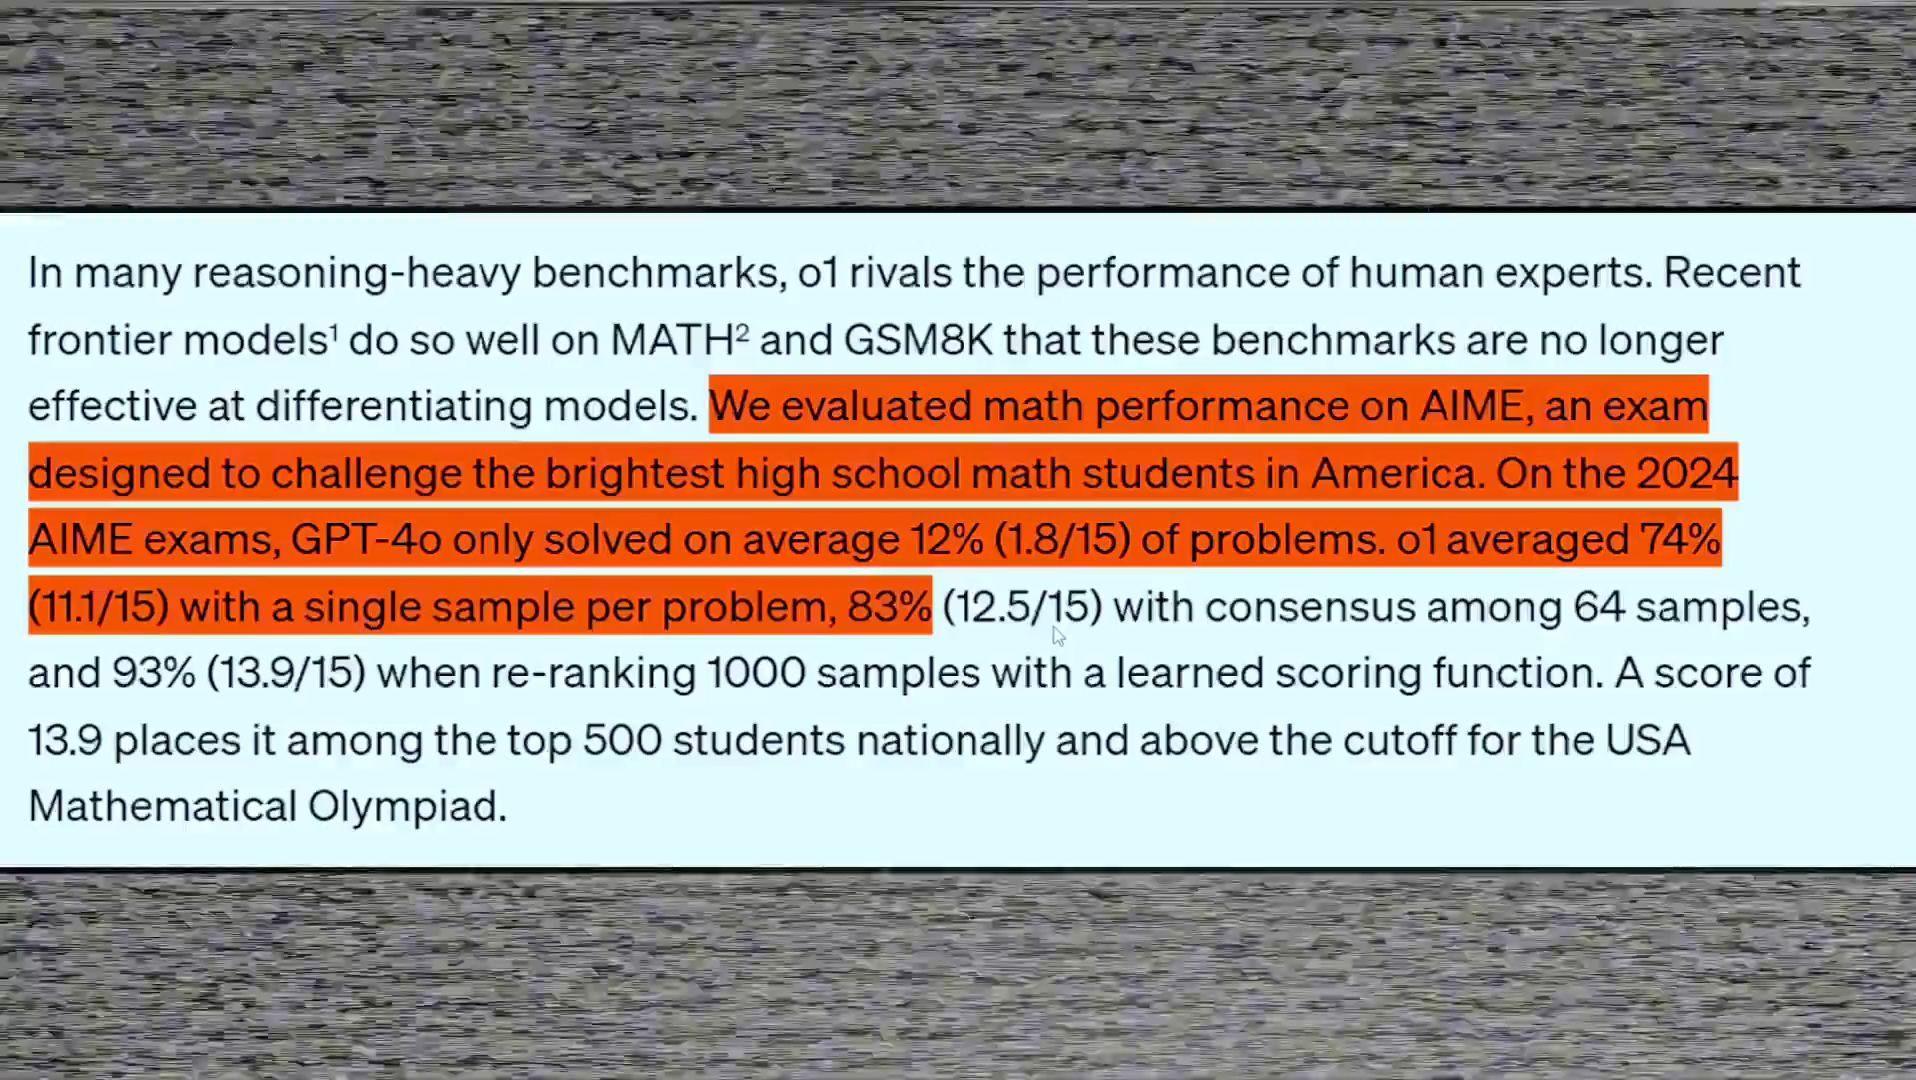 In many reasoning-heavy benchmarks, o1 rivals the performance of human experts. Recent
frontier models¹ do so well on MATH² and GSM8K that these benchmarks are no longer
effective at differentiating models. We evaluated math performance on AIME, an exam
designed to challenge the brightest high school math students in America. On the 2024
AIME exams, GPT-4o only solved on average 12% (1.8/15) of problems. o1 averaged 74%
(11.1/15) with a single sample per problem, 83% (12.5/15) with consensus among 64 samples,
and 93% (13.9/15) when re-ranking 1000 samples with a learned scoring function. A score of
13.9 places it among the top 500 students nationally and above the cutoff for the USA
Mathematical Olympiad.